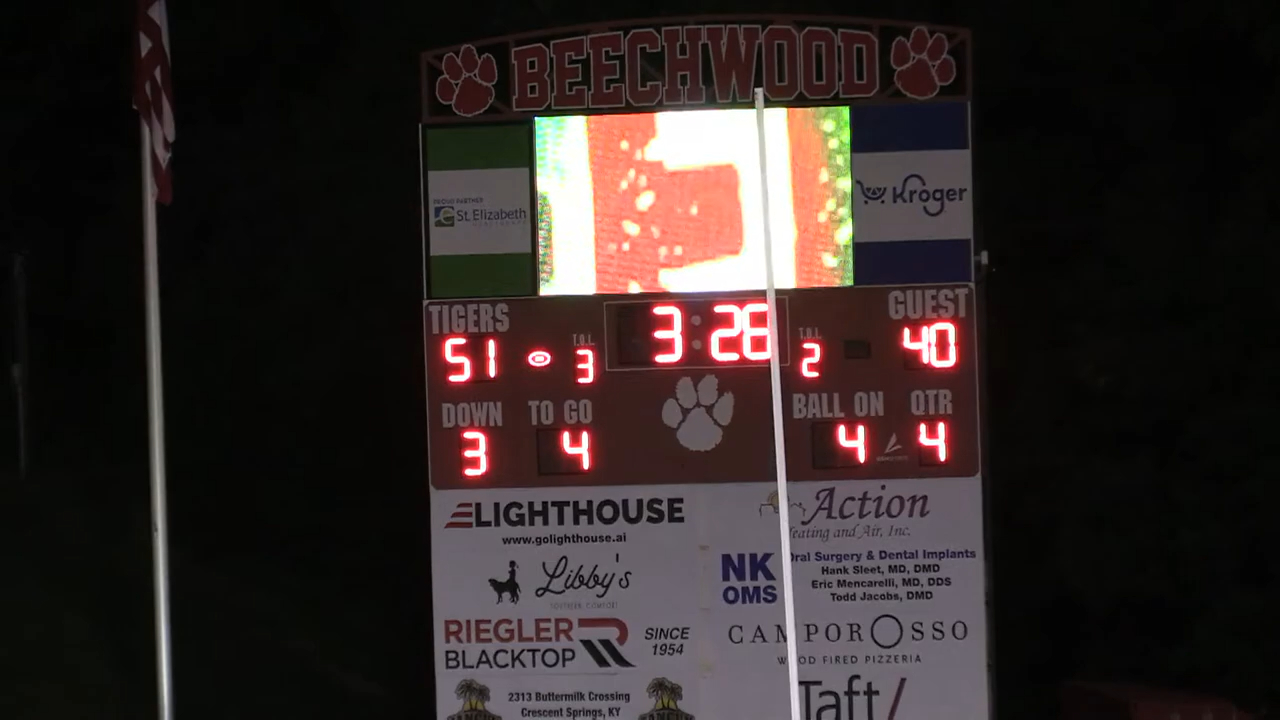 BEECHWOOD
PROUD PARTNER
St. Elizabeth
Kroger
TIGERS
GUEST
51
T.O.L
3
3:26
T.O.L
2
40
DOWN
TO GO
BALL ON
QTR
3
4
4
4
LIGHTHOUSE
www.golighthouse.ai
Action
eating and Air, Inc.
Libby's
SOUTHERN COMFORT
NK
OMS
Oral Surgery & Dental Implants
Hank Sleet, MD, DMD
Eric Mencarelli, MD, DDS
Todd Jacobs, DMD
RIEGLER
BLACKTOP
SINCE
1954
CAMPOROSSO
WOOD FIRED PIZZERIA
2313 Buttermilk Crossing
Crescent Springs, KY
Taft/